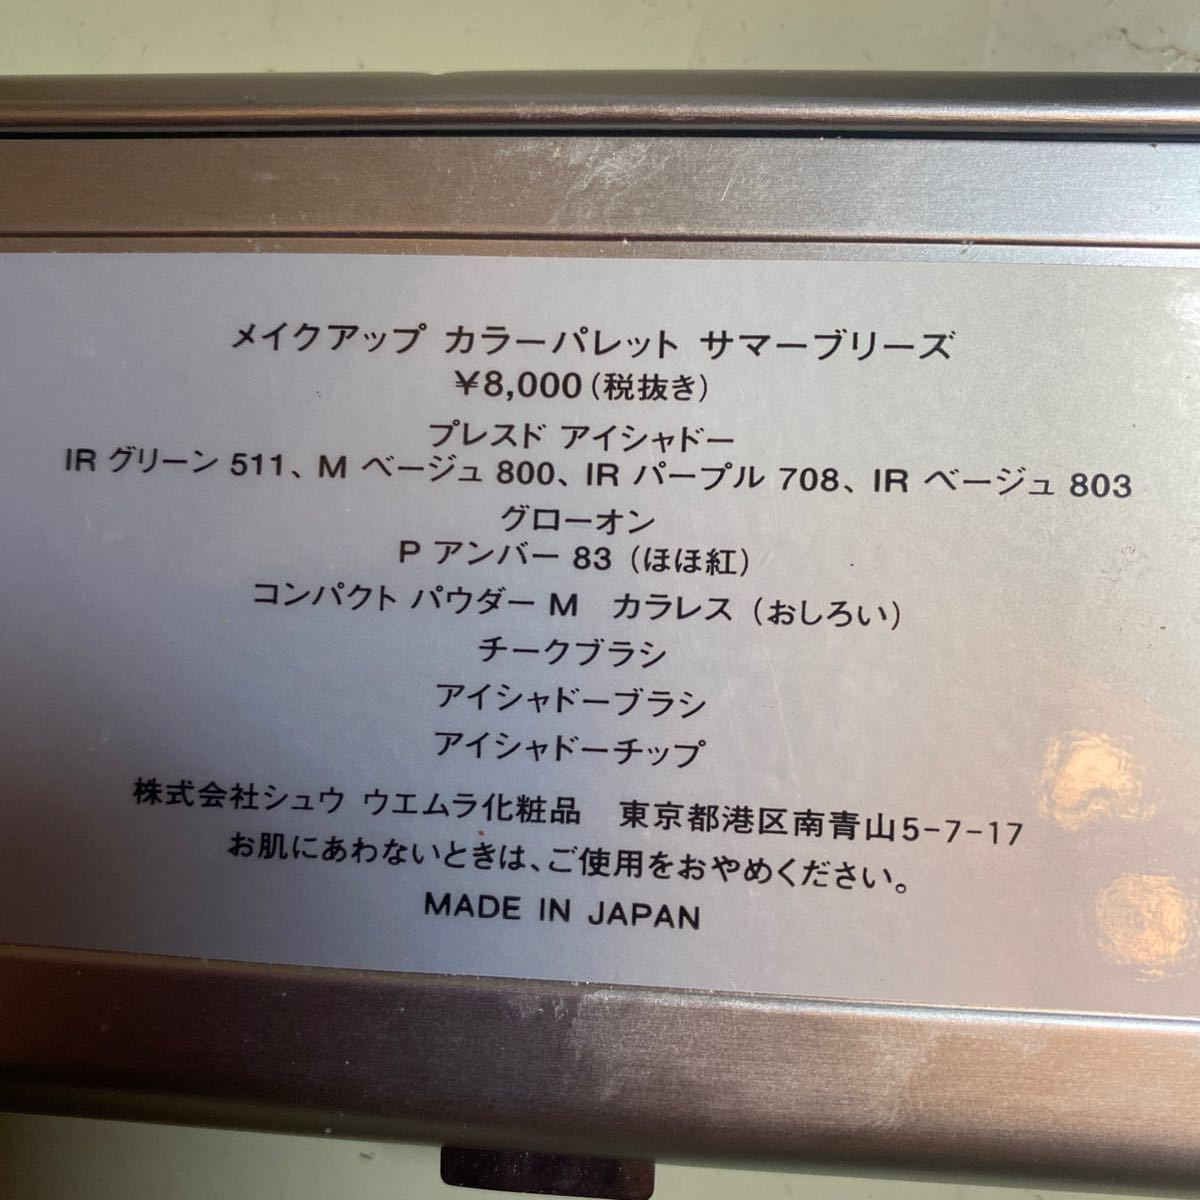 メイクアップ カラーパレット サマーブリーズ
¥8,000(税抜き)
プレスド アイシャドー
IR グリーン 511、M ベージュ 800、IR パープル 708、IR ベージュ 803
グローオン
P アンバー 83 (ほほ紅)
コンパクト パウダー M　カラレス (おしろい)
チークブラシ
アイシャドーブラシ
アイシャドーチップ
株式会社シュウ ウエムラ化粧品　東京都港区南青山5-7-17
お肌にあわないときは、ご使用をおやめください。
MADE IN JAPAN